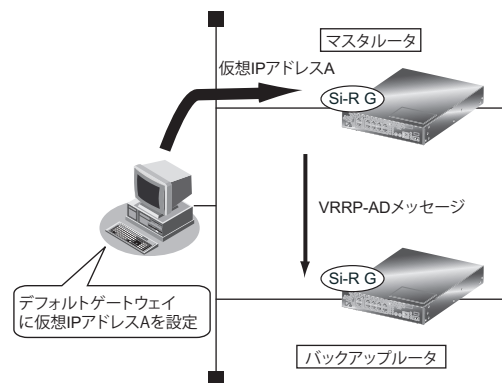 マスタルータ
仮想IPアドレスA
Si-R G
VRRP-ADメッセージ
Si-R G
デフォルトゲートウェイ
に仮想IPアドレスAを設定
バックアップルータ